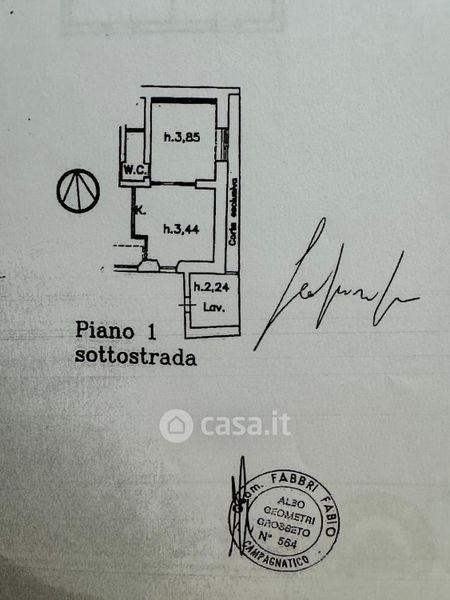 h.3,85
W.C.
K.
h.3,44
Corte esclusiva
h.2,24
Lav.
Piano 1
sottostrada
casa.it
Geom. FABBRI FABIO
ALBO
GEOMETRI
GROSSETO
N° 564
CAMPAGNATICO